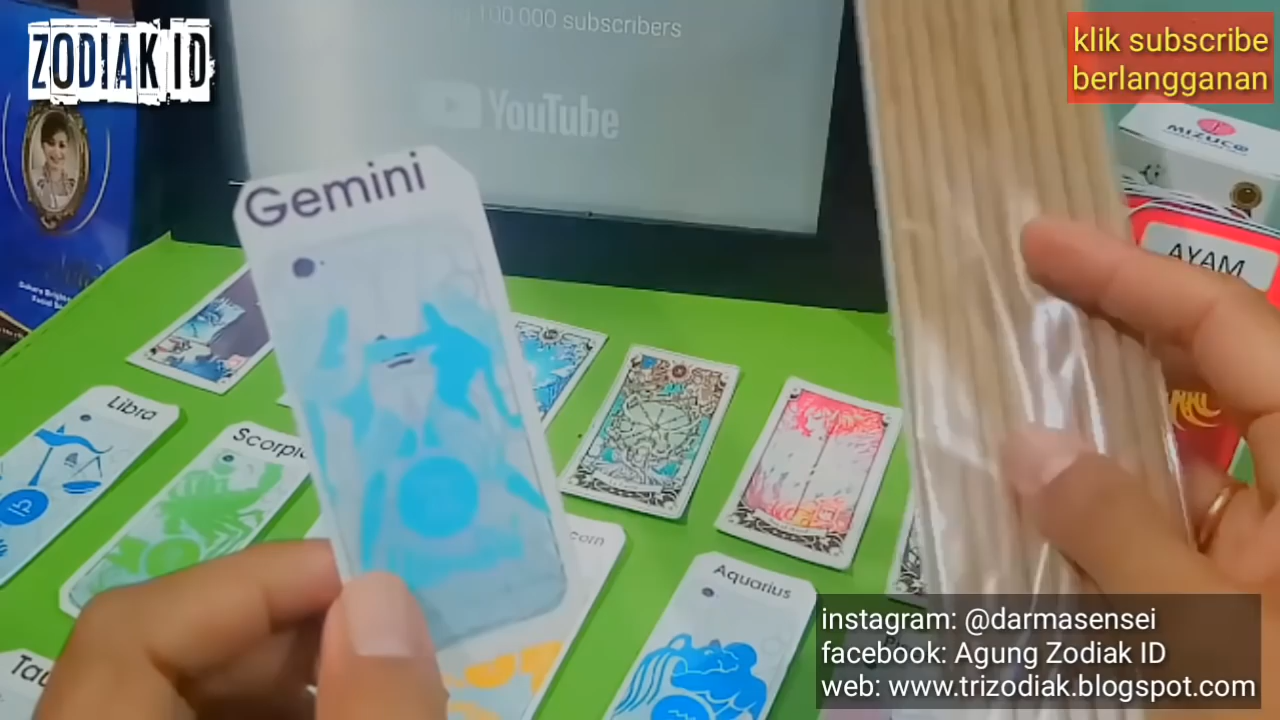 ZODIAK ID
100.000 subscribers
YouTube
klik subscribe
berlangganan
MIZUCO
AYAM
Gemini
Libra
Scorpio
Aquarius
instagram: @darmasensei
facebook: Agung Zodiak ID
web: www.trizodiak.blogspot.com